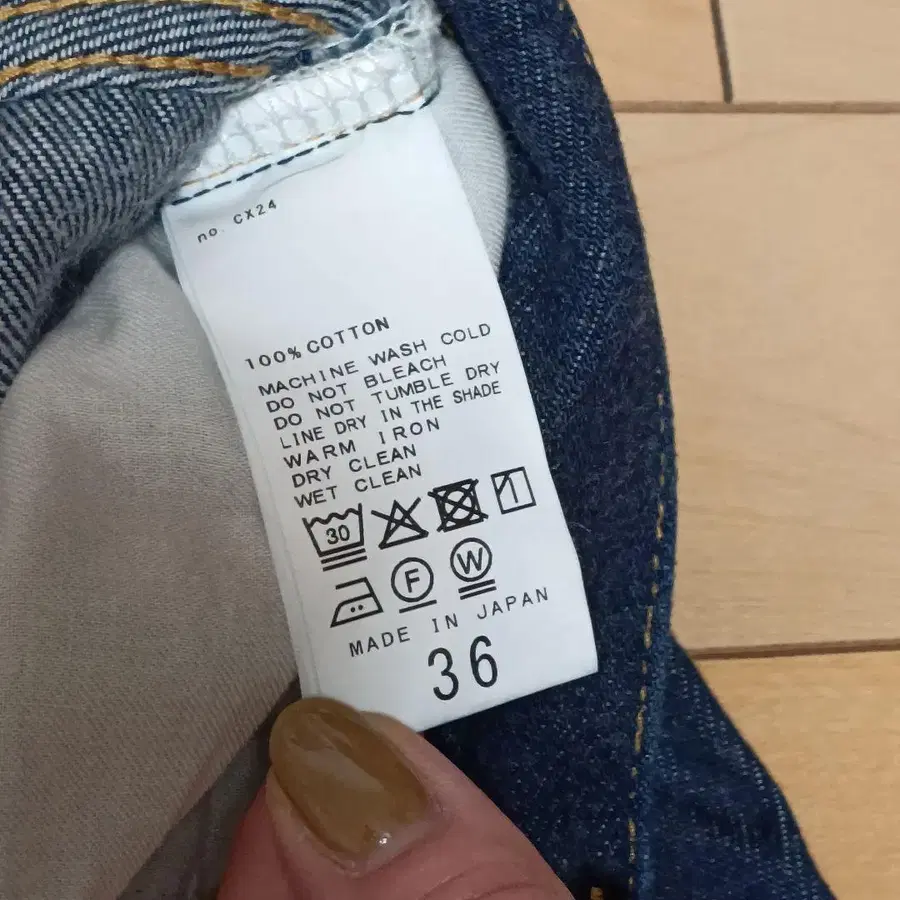 no. CX24
100% COTTON
MACHINE WASH COLD
DO NOT BLEACH
DO NOT TUMBLE DRY
LINE DRY IN THE SHADE
WARM IRON
DRY CLEAN
WET CLEAN
30
F W
MADE IN JAPAN
36